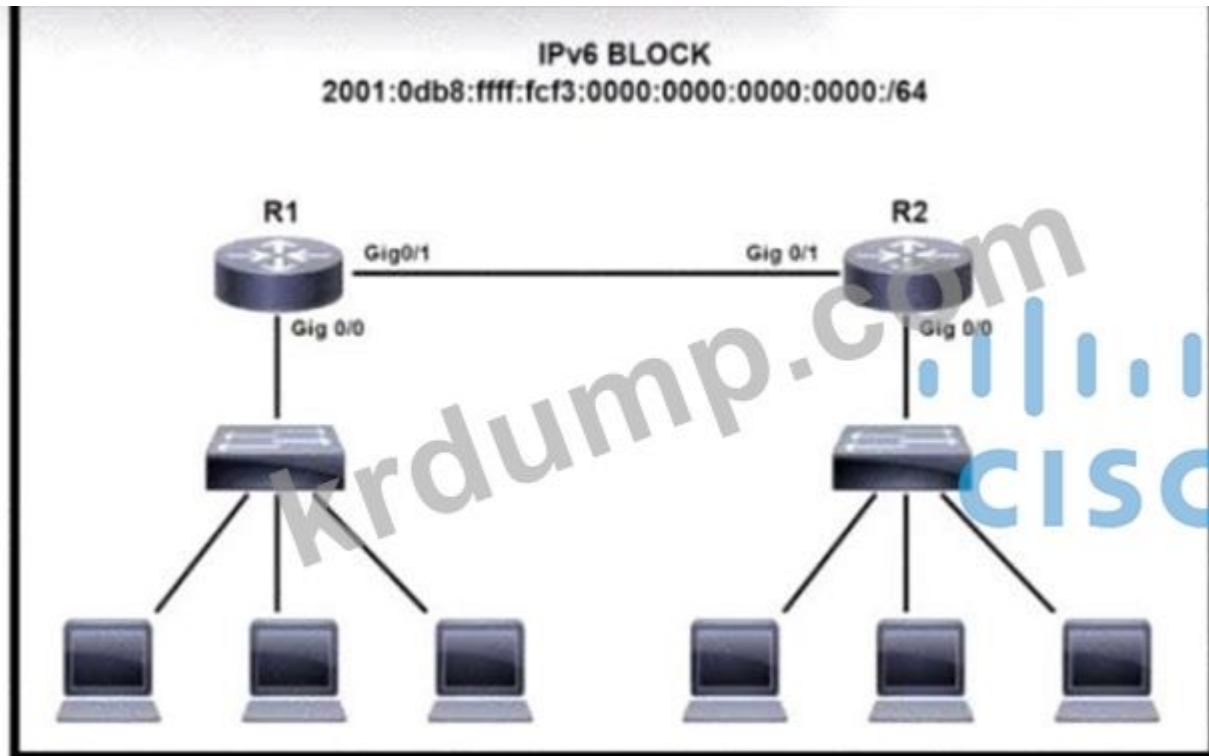 IPv6 BLOCK
2001:0db8:ffff:fcf3:0000:0000:0000:0000:/64
R1
R2
Gig0/1
Gig 0/1
Gig 0/0
Gig 0/0
krdump.com
CISC